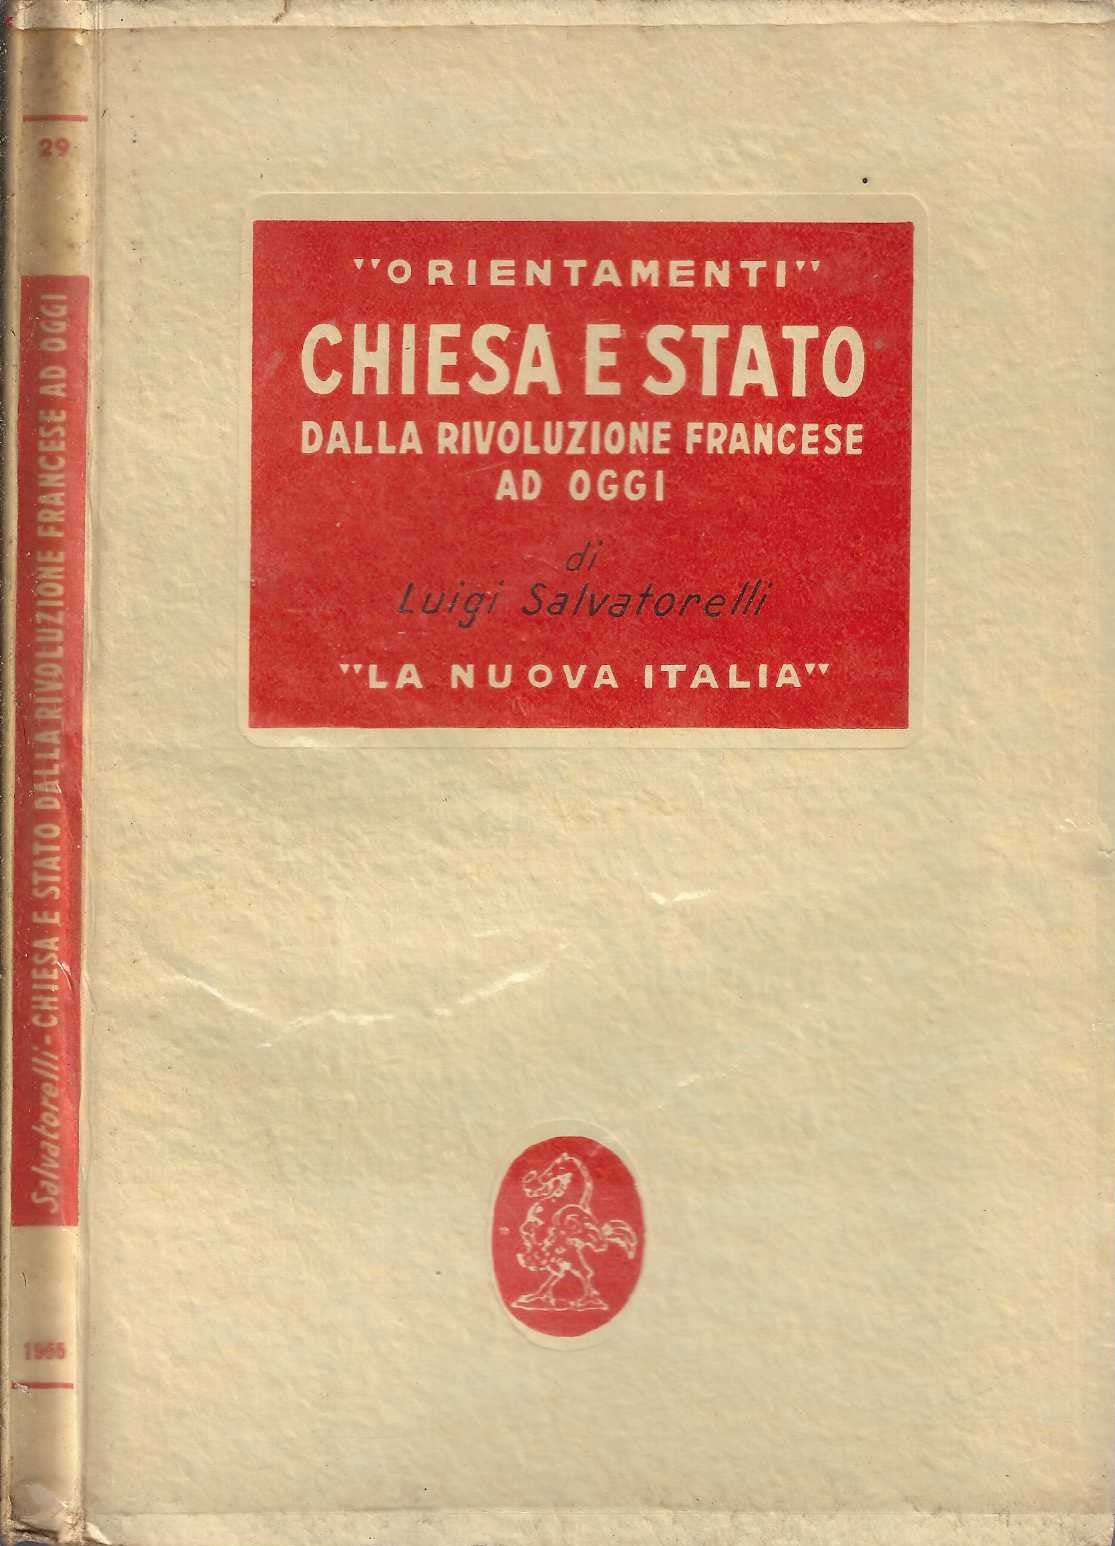 "ORIENTAMENTI"
CHIESA E STATO
DALLA RIVOLUZIONE FRANCESE
AD OGGI
di
Luigi Salvatorelli
"LA NUOVA ITALIA"
29
Salvatorelli - CHIESA E STATO DALLA RIVOLUZIONE FRANCESE AD OGGI